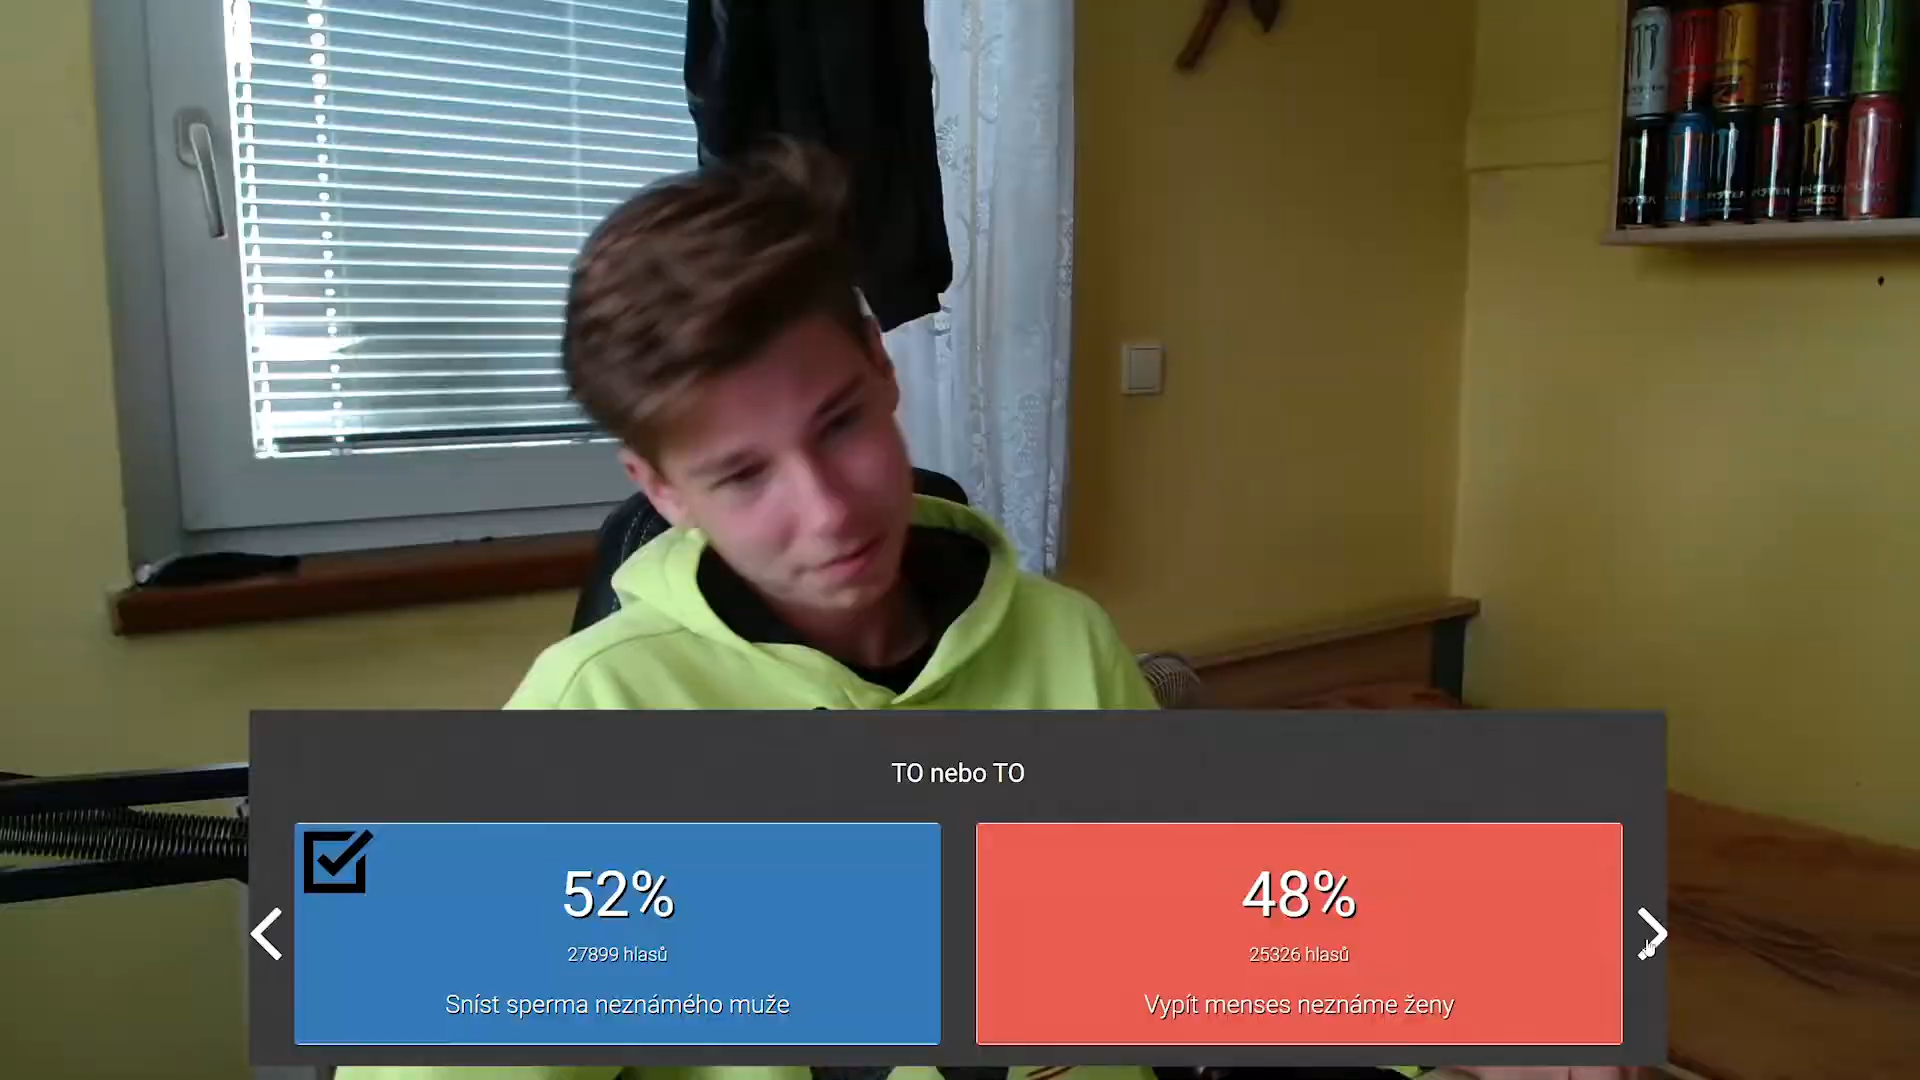 TO nebo TO
52%
48%
27899 hlasů
25326 hlasů
Sníst sperma neznámého muže
Vypít menses neznáme ženy